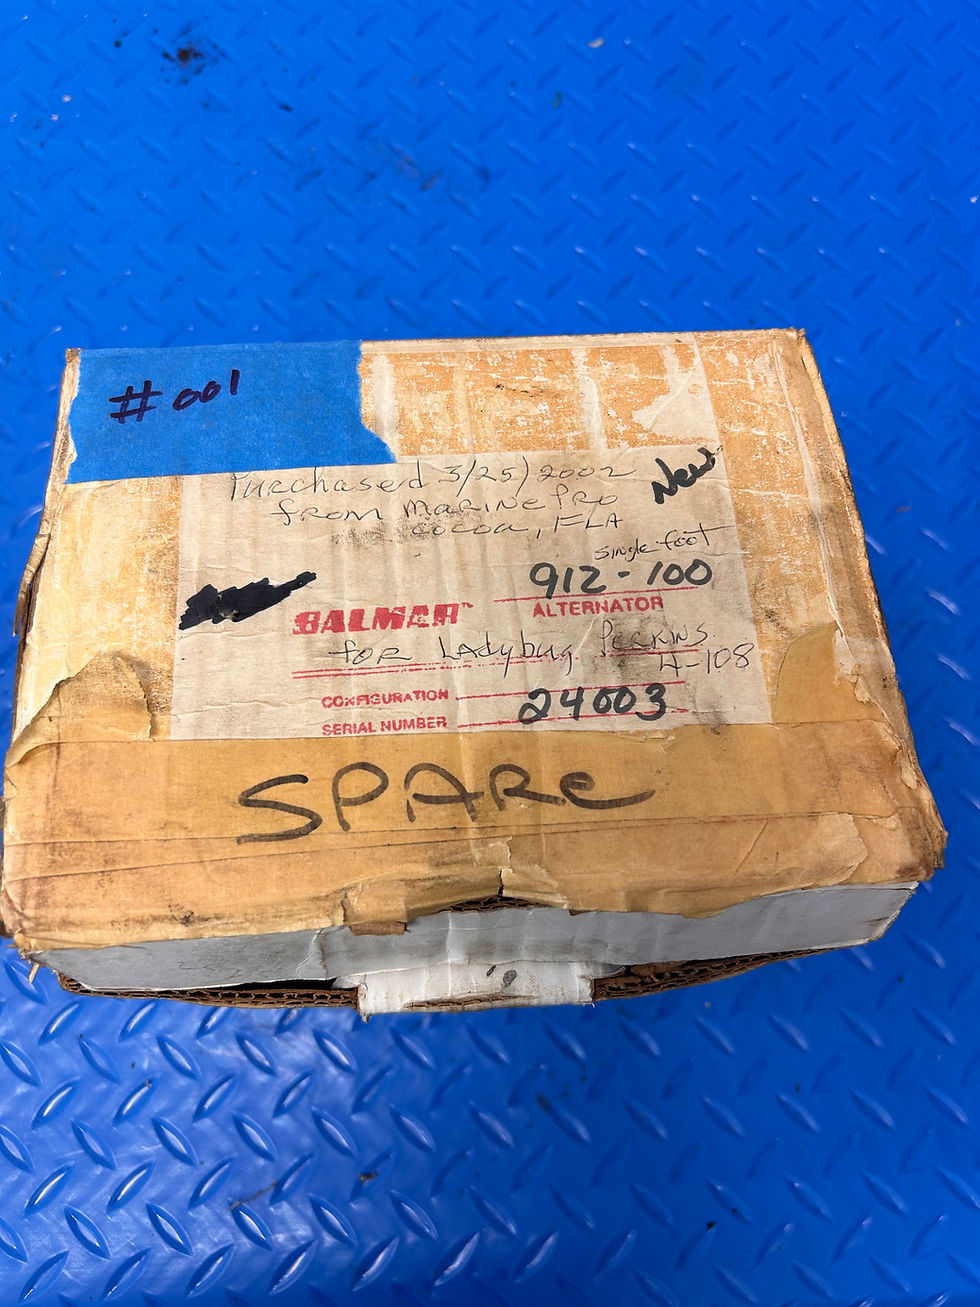 #001
Purchased 3/25/2002
from Marine Pro
Cocoa, FLA
New
single foot
912-100
BALMAR™ ALTERNATOR
for Ladybug Perkins
4-108
CONFIGURATION
SERIAL NUMBER 24003
SPARe